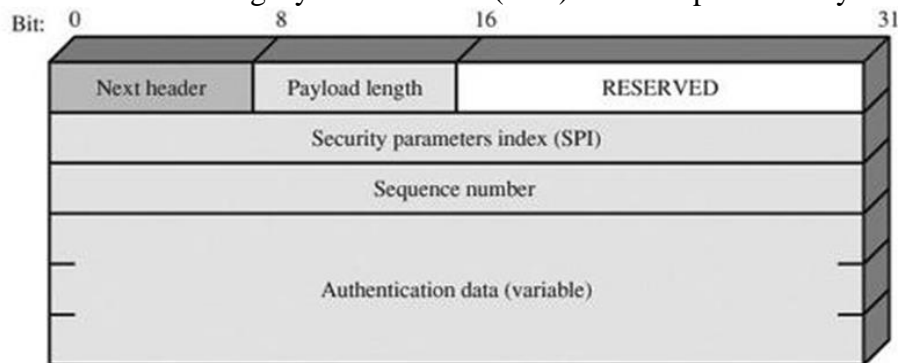 Bit: 0 8 16 31
Next header Payload length RESERVED
Security parameters index (SPI)
Sequence number
Authentication data (variable)